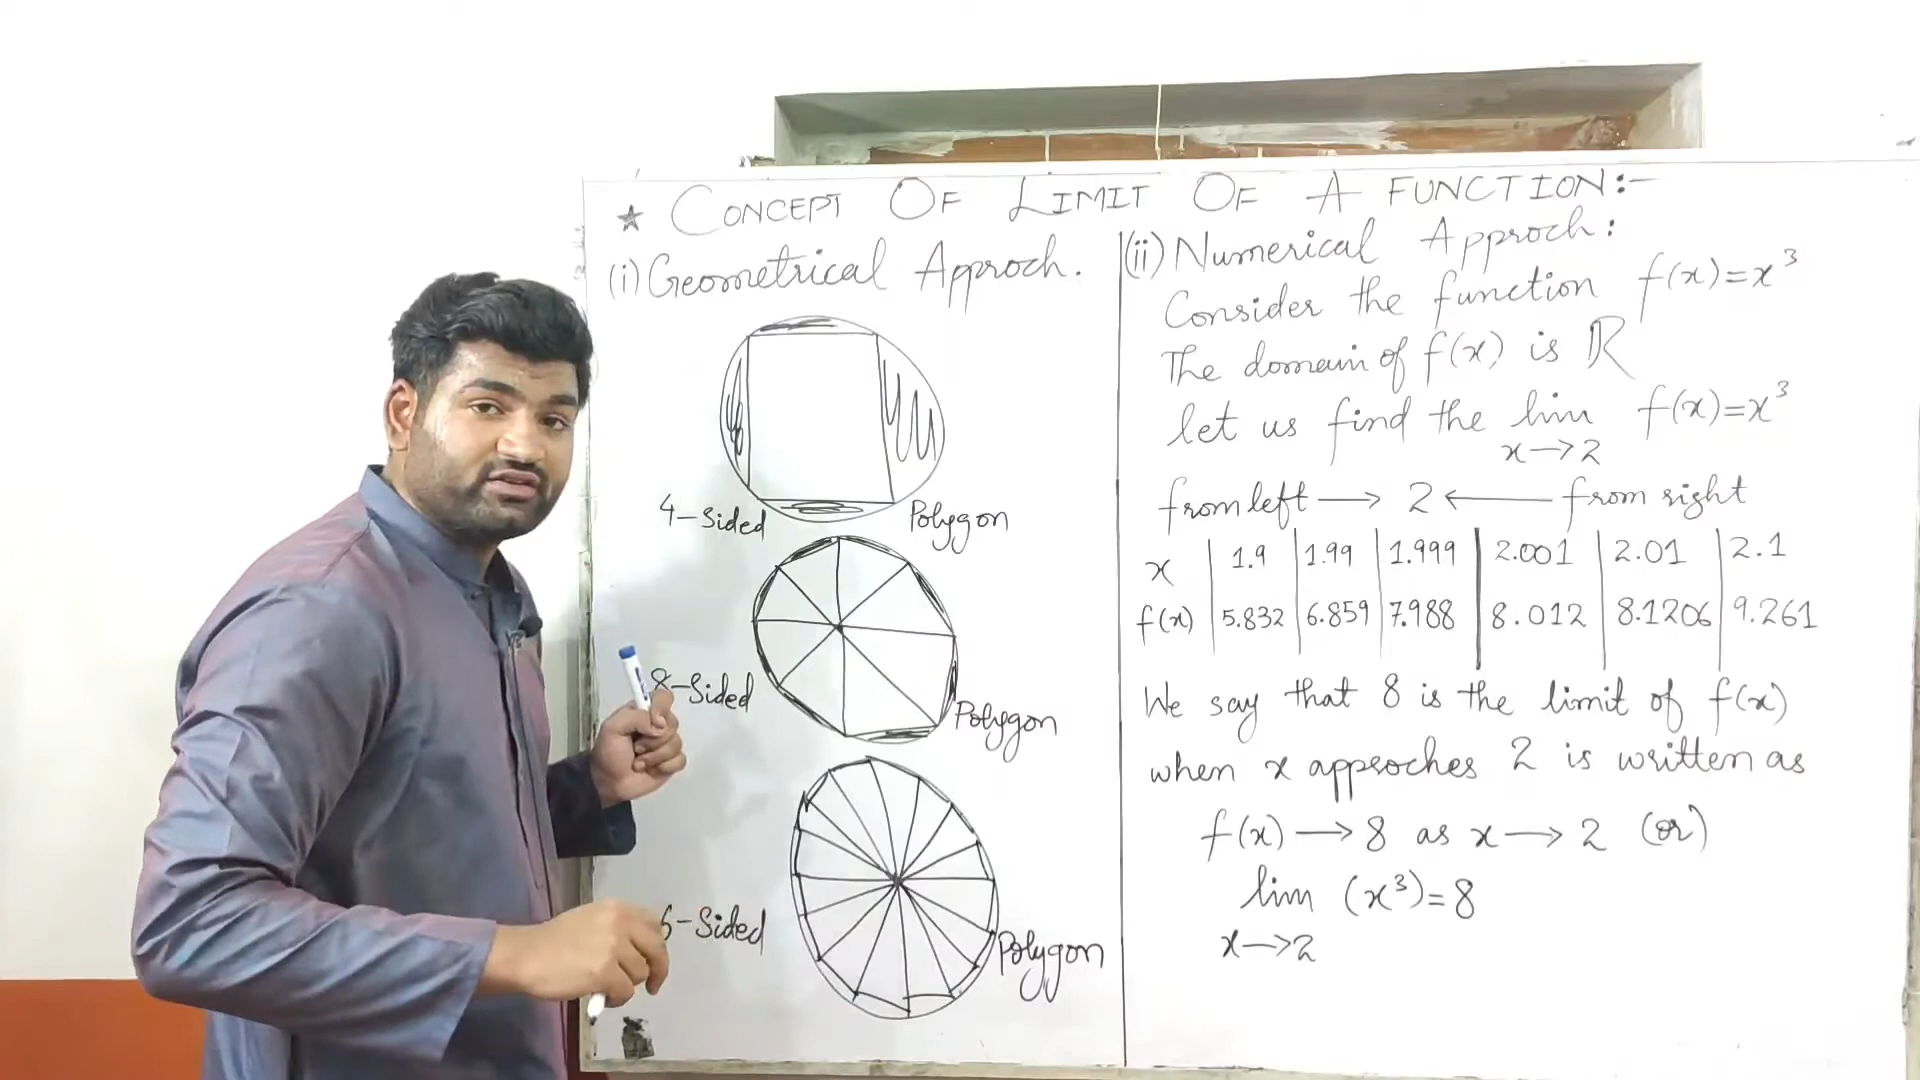 ★ CONCEPT OF LIMIT OF A FUNCTION:-
(i) Geometrical Approch.
4-Sided Polygon
8-Sided Polygon
6-Sided Polygon
(ii) Numerical Approch:
Consider the function f(x)=x³
The domain of f(x) is ℝ
let us find the lim f(x)=x³
x→2
from left → 2 ← from right
x | 1.9 | 1.99 | 1.999 | 2.001 | 2.01 | 2.1
f(x) | 5.832 | 6.859 | 7.988 | 8.012 | 8.1206 | 9.261
We say that 8 is the limit of f(x)
when x approches 2 is written as
f(x) → 8 as x → 2 (or)
lim (x³)=8
x→2